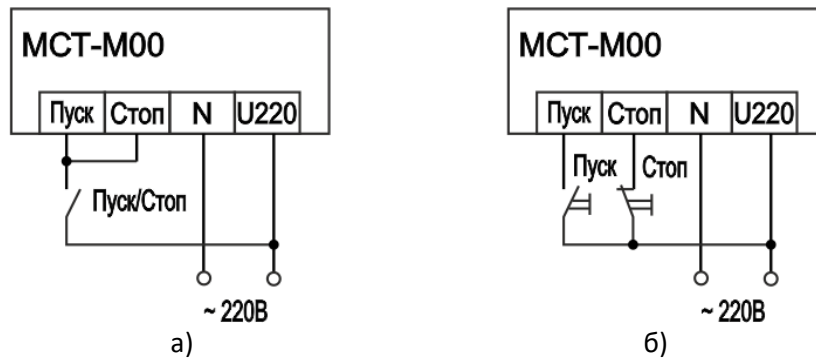 МСТ-М00
Пуск Стоп N U220
Пуск/Стоп
~ 220В
а)
МСТ-М00
Пуск Стоп N U220
Пуск Стоп
~ 220В
б)